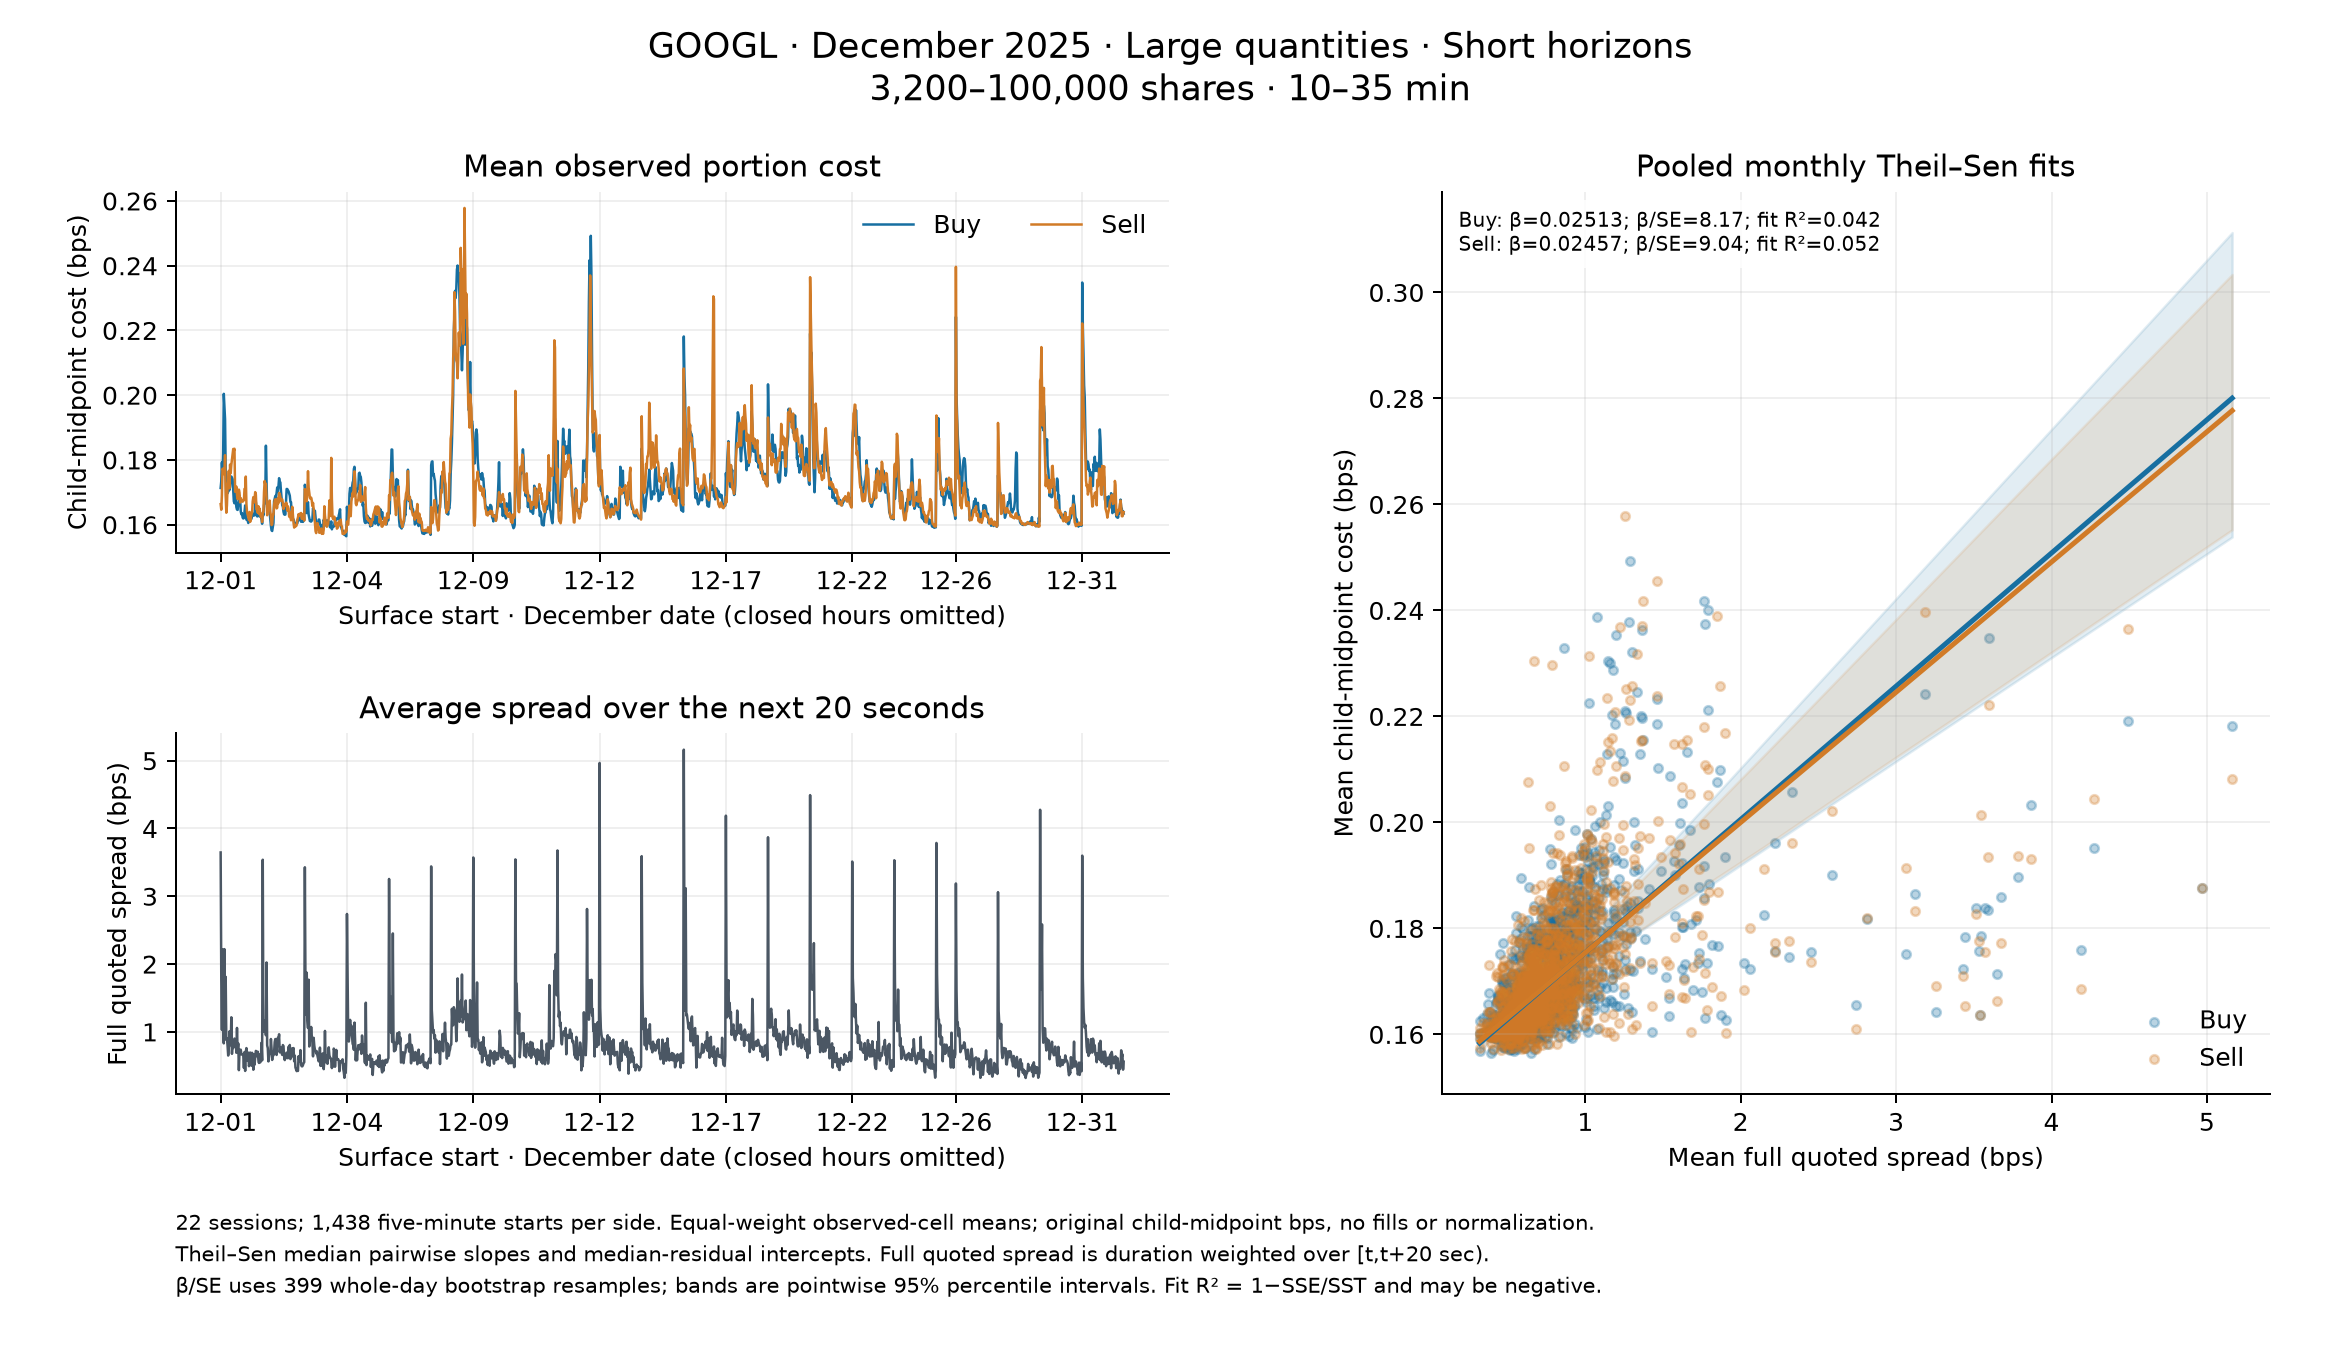 GOOGL · December 2025 · Large quantities · Short horizons
3,200–100,000 shares · 10–35 min
Mean observed portion cost
Child-midpoint cost (bps)
0.26
0.24
0.22
0.20
0.18
0.16
Buy
Sell
12-01
12-04
12-09
12-12
12-17
12-22
12-26
12-31
Surface start · December date (closed hours omitted)
Average spread over the next 20 seconds
Full quoted spread (bps)
5
4
3
2
1
12-01
12-04
12-09
12-12
12-17
12-22
12-26
12-31
Surface start · December date (closed hours omitted)
Pooled monthly Theil–Sen fits
Buy: β=0.02513; β/SE=8.17; fit R²=0.042
Sell: β=0.02457; β/SE=9.04; fit R²=0.052
Mean child-midpoint cost (bps)
0.30
0.28
0.26
0.24
0.22
0.20
0.18
0.16
Buy
Sell
1
2
3
4
5
Mean full quoted spread (bps)
22 sessions; 1,438 five-minute starts per side. Equal-weight observed-cell means; original child-midpoint bps, no fills or normalization.
Theil–Sen median pairwise slopes and median-residual intercepts. Full quoted spread is duration weighted over [t,t+20 sec).
β/SE uses 399 whole-day bootstrap resamples; bands are pointwise 95% percentile intervals. Fit R² = 1−SSE/SST and may be negative.